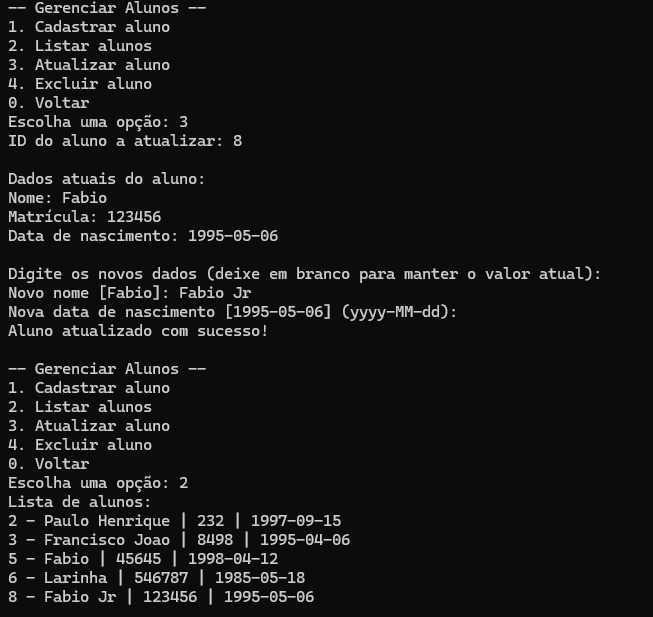 -- Gerenciar Alunos --
1. Cadastrar aluno
2. Listar alunos
3. Atualizar aluno
4. Excluir aluno
0. Voltar
Escolha uma opção: 3
ID do aluno a atualizar: 8
Dados atuais do aluno:
Nome: Fabio
Matrícula: 123456
Data de nascimento: 1995-05-06
Digite os novos dados (deixe em branco para manter o valor atual):
Novo nome [Fabio]: Fabio Jr
Nova data de nascimento [1995-05-06] (yyyy-MM-dd):
Aluno atualizado com sucesso!
-- Gerenciar Alunos --
1. Cadastrar aluno
2. Listar alunos
3. Atualizar aluno
4. Excluir aluno
0. Voltar
Escolha uma opção: 2
Lista de alunos:
2 - Paulo Henrique | 232 | 1997-09-15
3 - Francisco Joao | 8498 | 1995-04-06
5 - Fabio | 45645 | 1998-04-12
6 - Larinha | 546787 | 1985-05-18
8 - Fabio Jr | 123456 | 1995-05-06